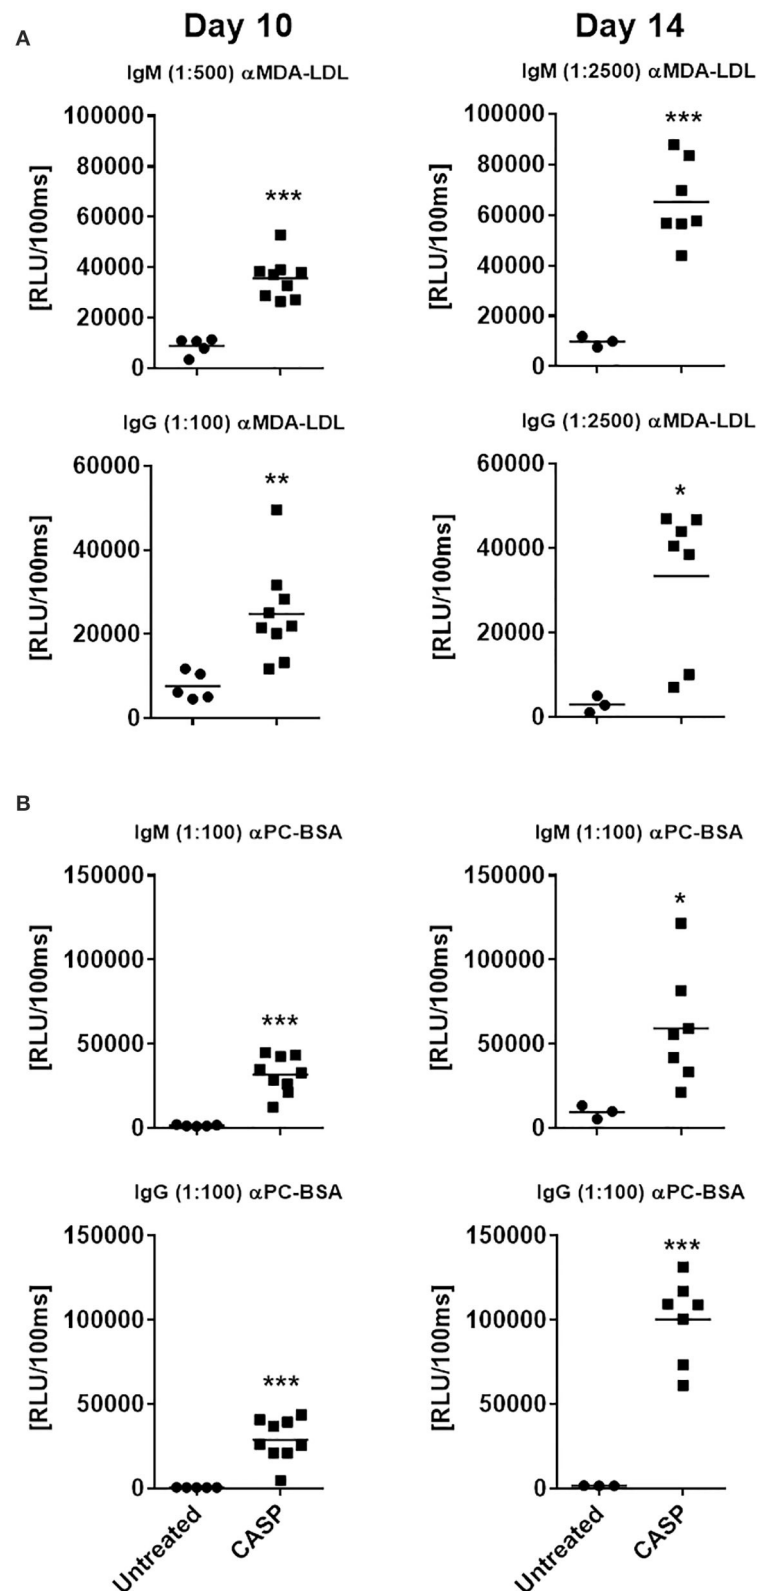 Day 10
Day 14
A
IgM (1:500) αMDA-LDL
IgM (1:2500) αMDA-LDL
[RLU/100ms]
100000
80000
60000
40000
20000
0
***
[RLU/100ms]
100000
80000
60000
40000
20000
0
***
IgG (1:100) αMDA-LDL
IgG (1:2500) αMDA-LDL
[RLU/100ms]
60000
40000
20000
0
**
[RLU/100ms]
60000
40000
20000
0
*
B
IgM (1:100) αPC-BSA
IgM (1:100) αPC-BSA
[RLU/100ms]
150000
100000
50000
0
***
[RLU/100ms]
150000
100000
50000
0
*
IgG (1:100) αPC-BSA
IgG (1:100) αPC-BSA
[RLU/100ms]
150000
100000
50000
0
***
Untreated
CASP
[RLU/100ms]
150000
100000
50000
0
***
Untreated
CASP